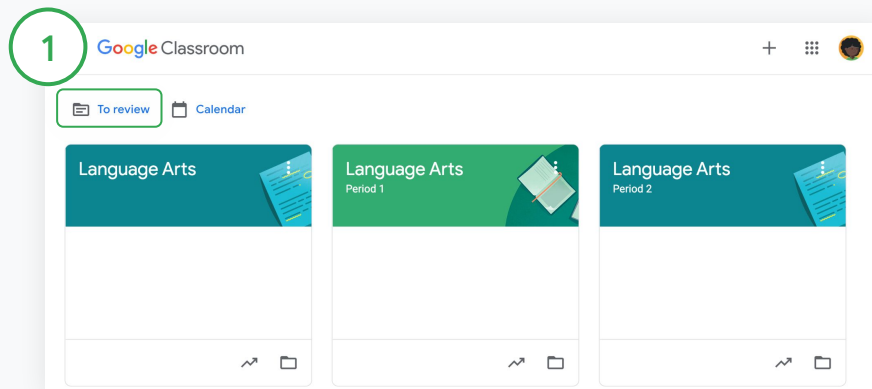 1
Google Classroom
To review
Calendar
Language Arts
Language Arts
Period 1
Language Arts
Period 2